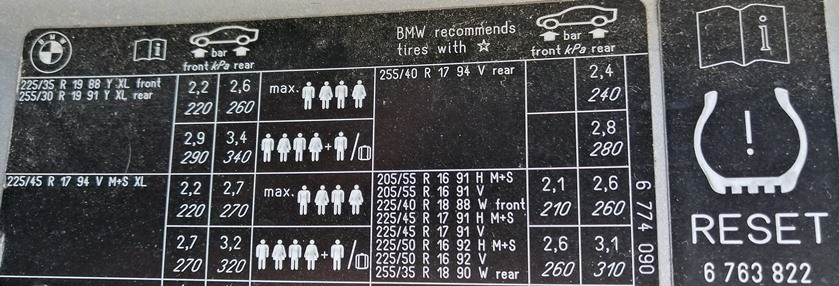 BMW
i
bar
front kPa rear
225/35 R 19 88 Y XL front
255/30 R 19 91 Y XL rear
2,2 2,6
220 260
max.
2,9 3,4
290 340
+ /
225/45 R 17 94 V M+S XL
2,2 2,7
220 270
max.
2,7 3,2
270 320
+ /
BMW recommends
tires with ☆
bar
front kPa rear
255/40 R 17 94 V rear
2,4
240
2,8
280
205/55 R 16 91 H M+S
205/55 R 16 91 V
225/40 R 18 88 W front
225/45 R 17 91 H M+S
225/45 R 17 91 V
225/50 R 16 92 H M+S
225/50 R 16 92 V
255/35 R 18 90 W rear
2,1 2,6
210 260
2,6 3,1
260 310
6 774 090
i
!
RESET
6 763 822